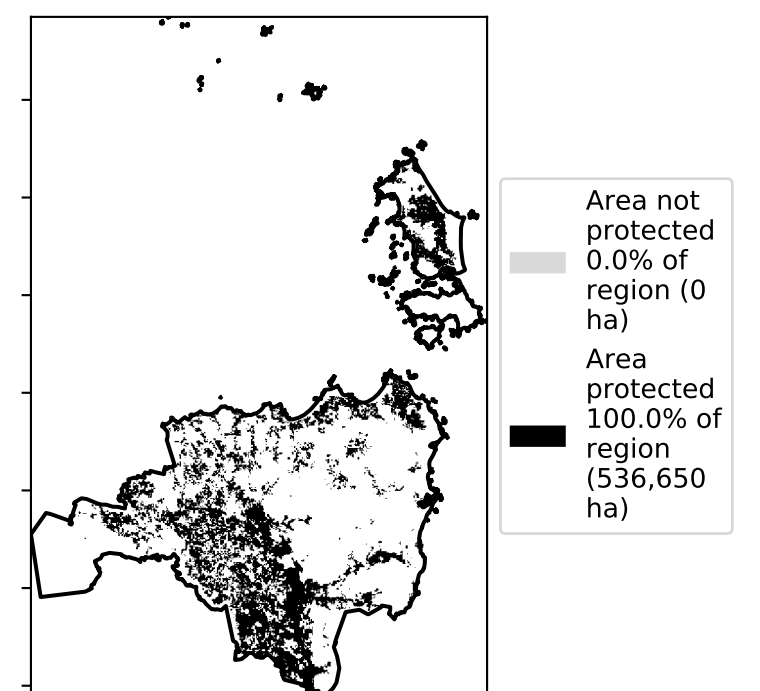 Area not
protected
0.0% of
region (0
ha)
Area
protected
100.0% of
region
(536,650
ha)